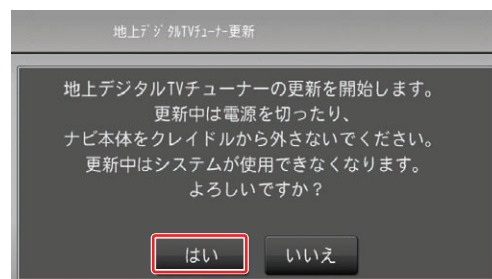 地上ﾃﾞｼﾞﾀﾙTVﾁｭｰﾅｰ更新
地上デジタルTVチューナーの更新を開始します。
更新中は電源を切ったり、
ナビ本体をクレイドルから外さないでください。
更新中はシステムが使用できなくなります。
よろしいですか？
はい
いいえ